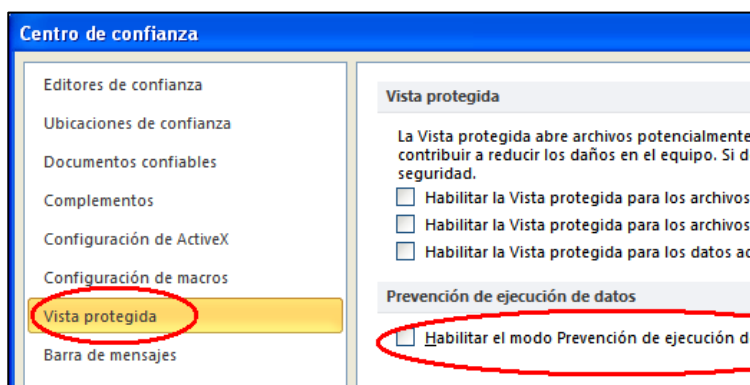 Centro de confianza
Editores de confianza
Ubicaciones de confianza
Documentos confiables
Complementos
Configuración de ActiveX
Configuración de macros
Vista protegida
Barra de mensajes
Vista protegida
La Vista protegida abre archivos potencialmente
contribuir a reducir los daños en el equipo. Si d
seguridad.
Habilitar la Vista protegida para los archivos
Habilitar la Vista protegida para los archivos
Habilitar la Vista protegida para los datos ad
Prevención de ejecución de datos
Habilitar el modo Prevención de ejecución d